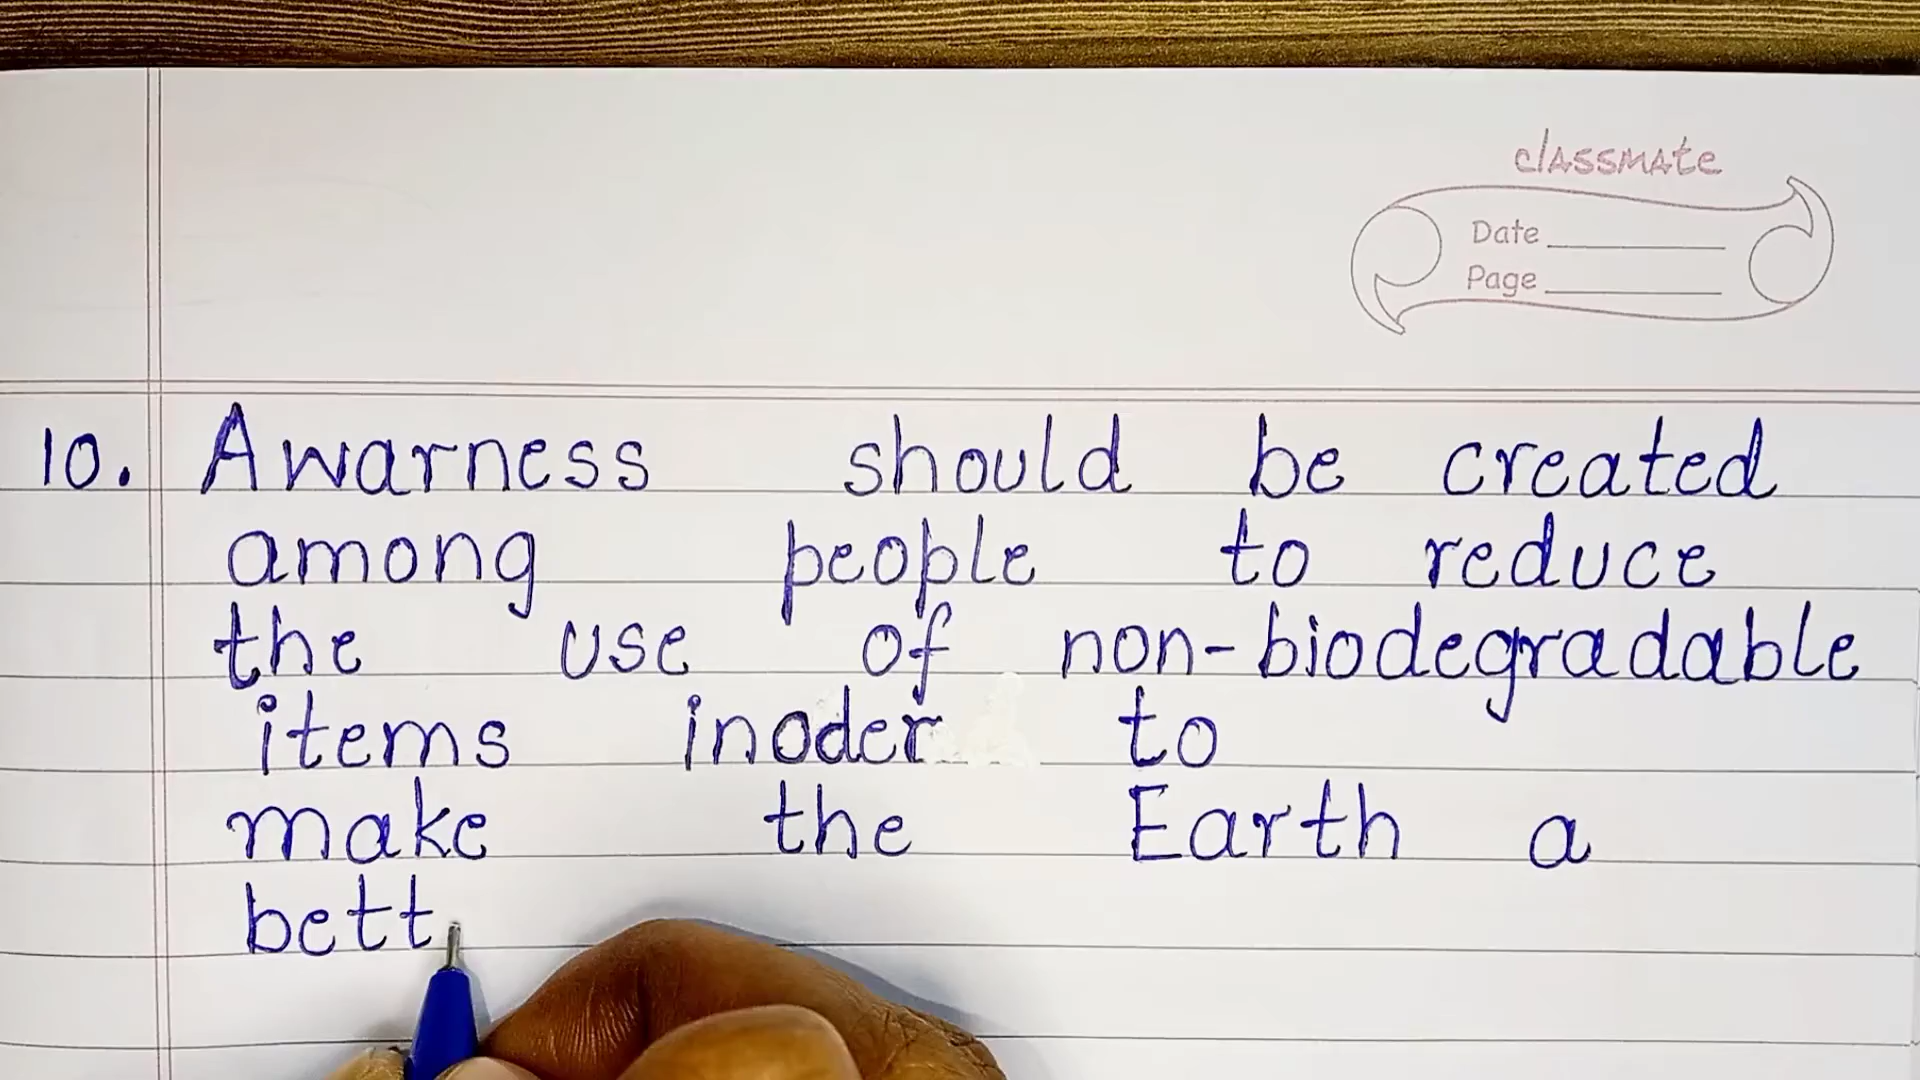 classmate
Date
Page
10. Awarness should be created
among people to reduce
the use of non-biodegradable
items inoder to
make the Earth a
bett